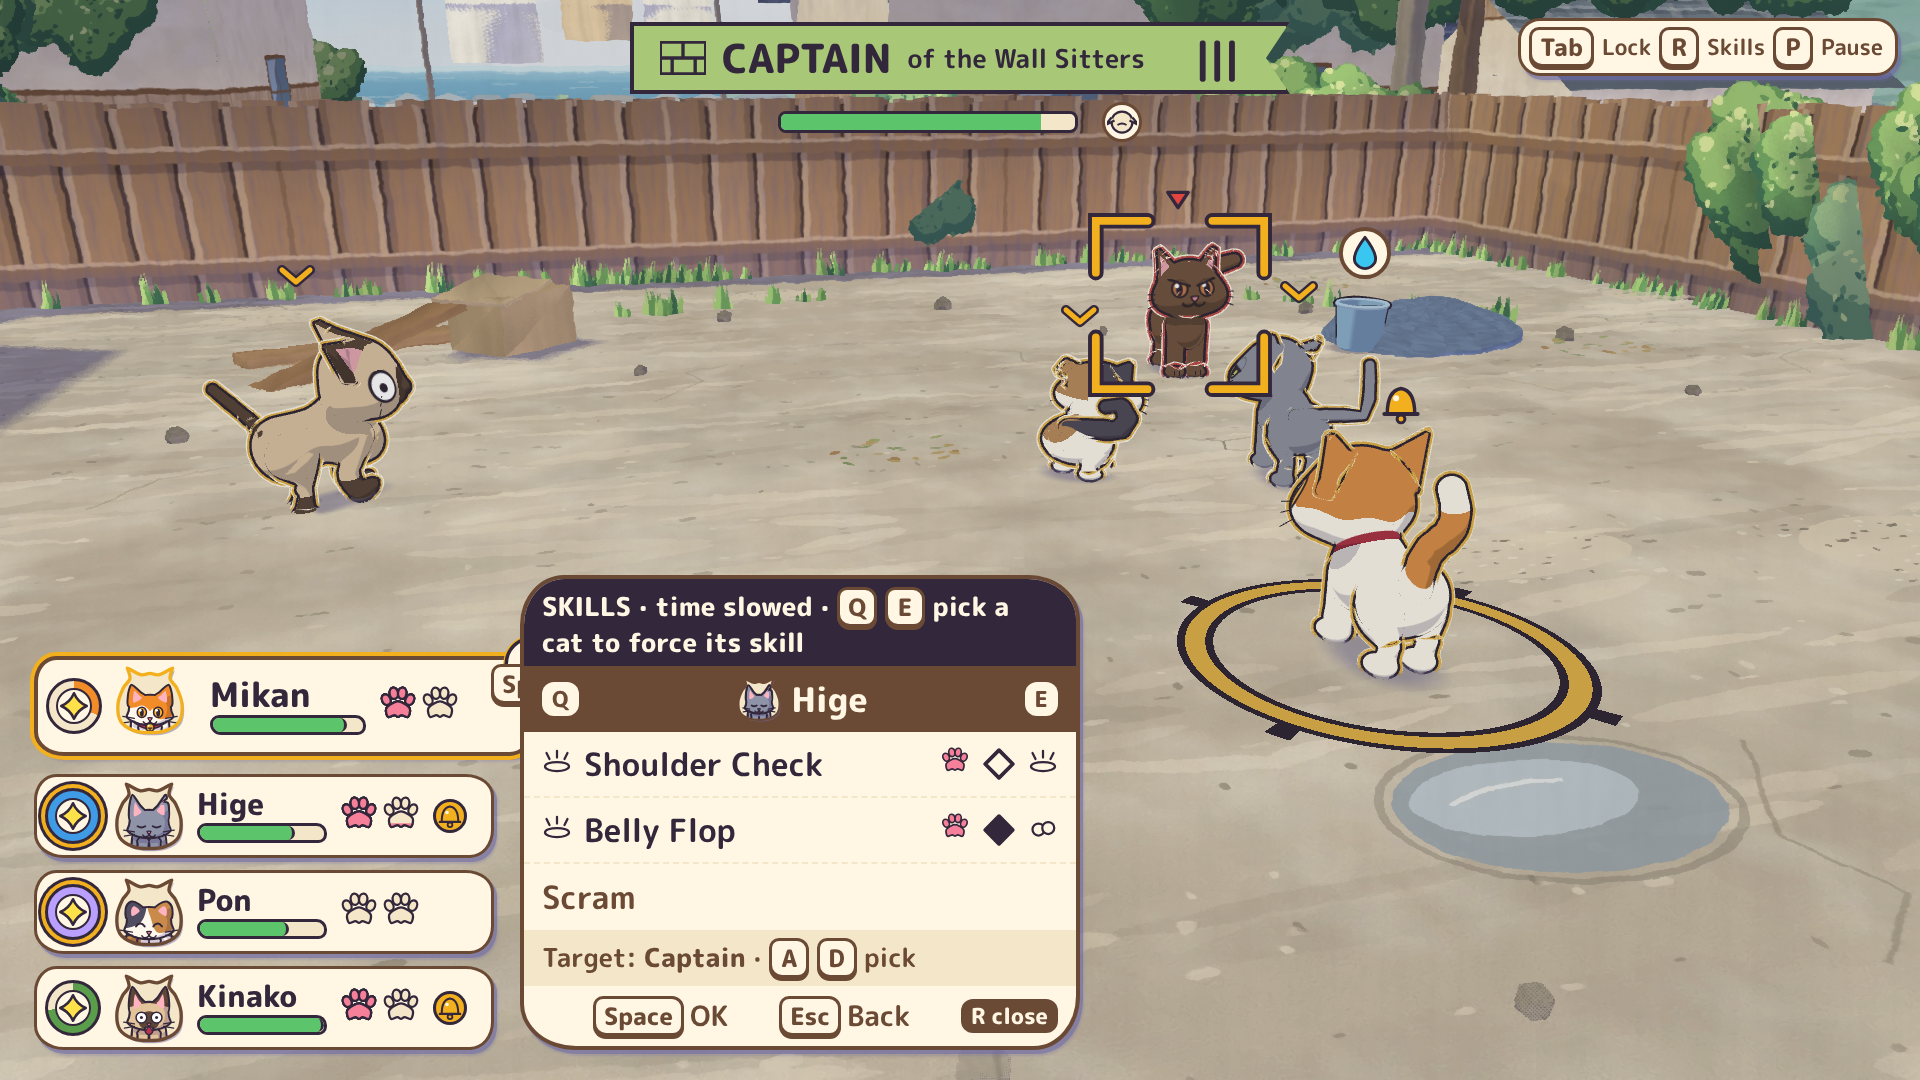 CAPTAIN of the Wall Sitters
Tab Lock R Skills P Pause
SKILLS · time slowed · Q E pick a
cat to force its skill
Q Hige E
Shoulder Check
Belly Flop
Scram
Target: Captain · A D pick
Space OK Esc Back R close
Mikan
Hige
Pon
Kinako